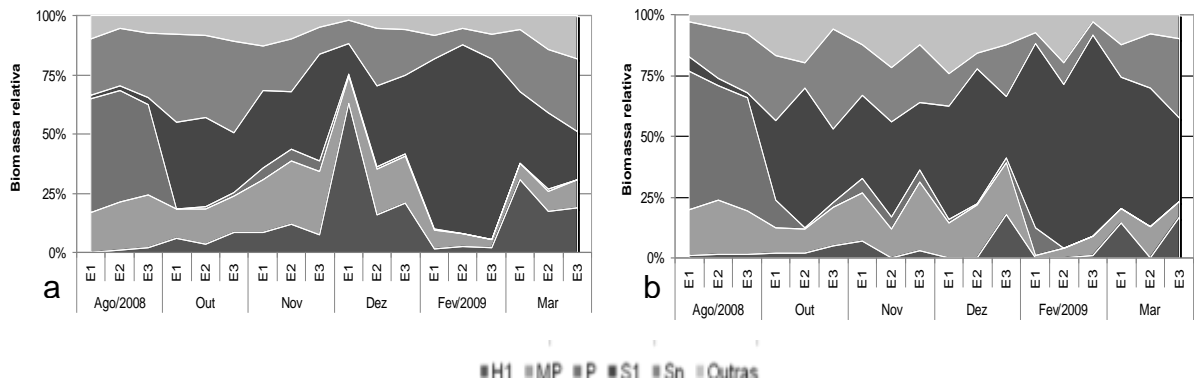 100%
75%
50%
25%
0%
Biomassa relativa
E1 E2 E3 E1 E2 E3 E1 E2 E3 E1 E2 E3 E1 E2 E3 E1 E2 E3
Ago/2008 Out Nov Dez Fev/2009 Mar
a
100%
75%
50%
25%
0%
Biomassa relativa
E1 E2 E3 E1 E2 E3 E1 E2 E3 E1 E2 E3 E1 E2 E3 E1 E2 E3
Ago/2008 Out Nov Dez Fev/2009 Mar
b
H1 MP P S1 Sn Outras